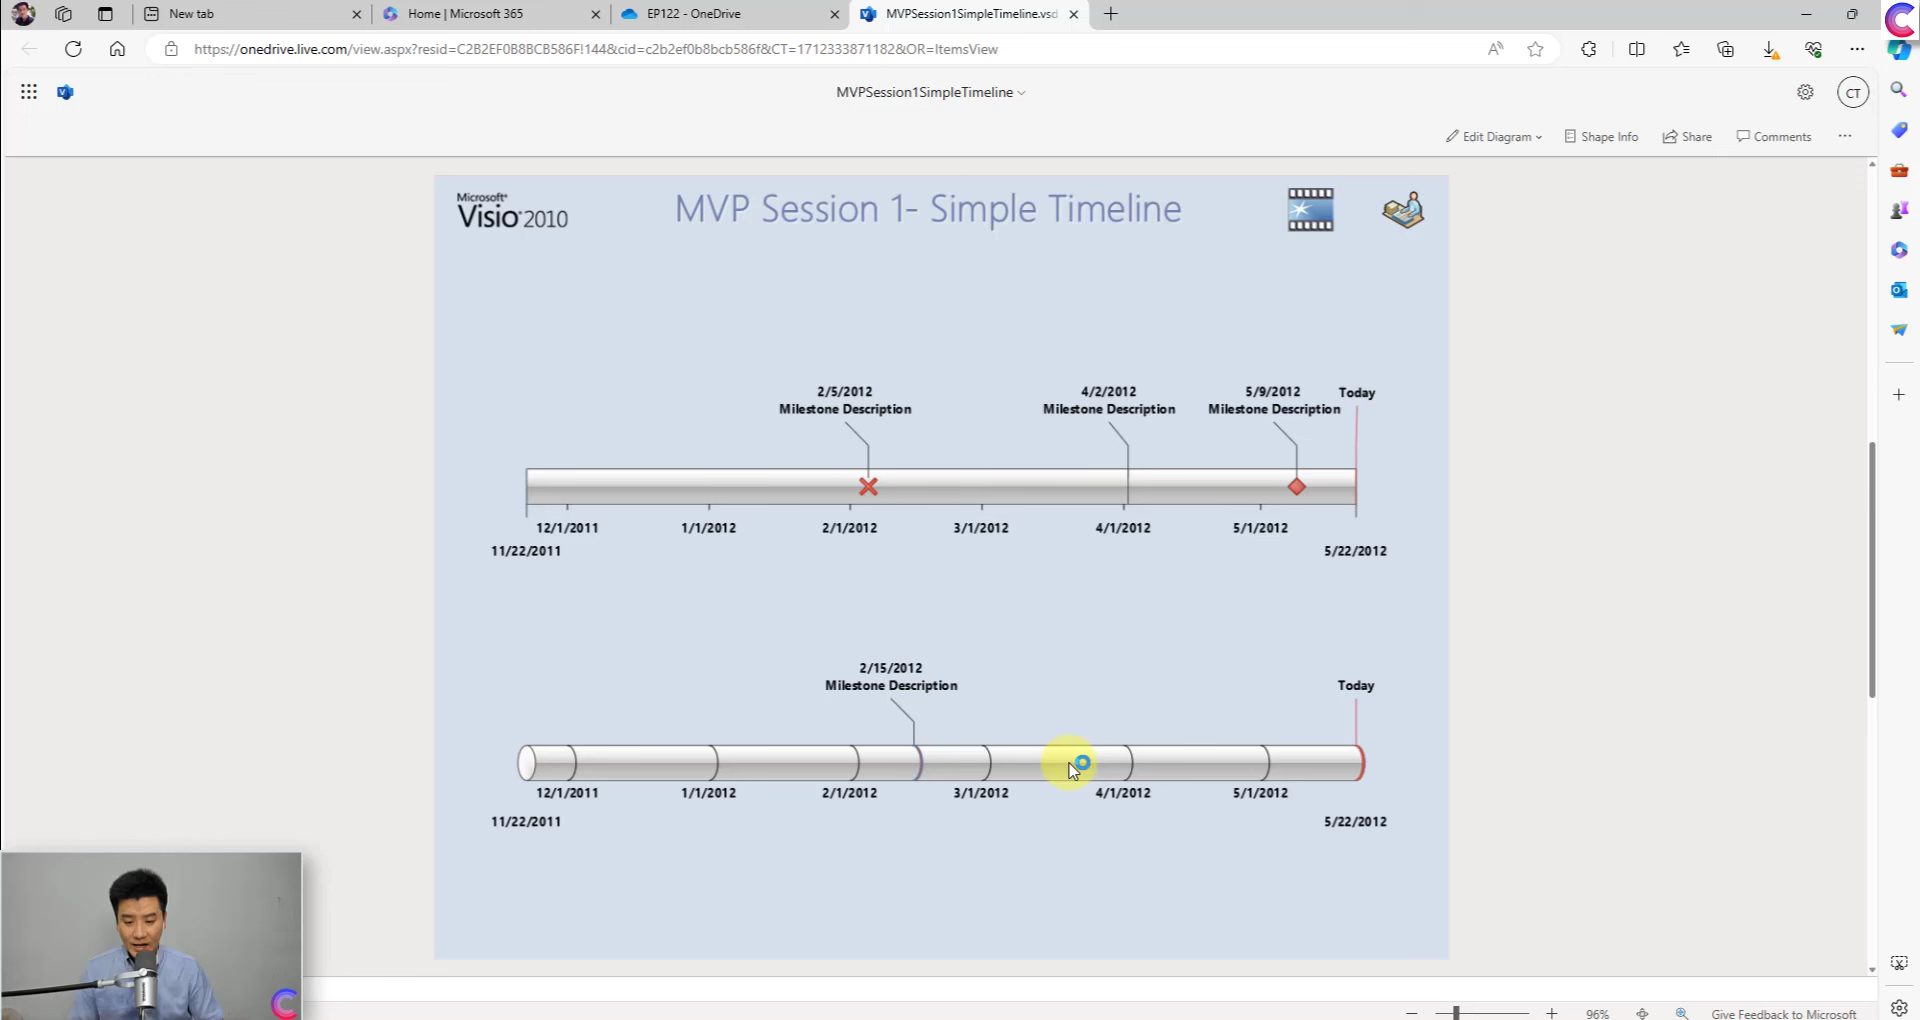 New tab
Home | Microsoft 365
EP122 - OneDrive
MVPSession1SimpleTimeline.vsd
https://onedrive.live.com/view.aspx?resid=C2B2EF0B8BCB586F!144&cid=c2b2ef0b8bcb586f&CT=1712333871182&OR=ItemsView
MVPSession1SimpleTimeline
CT
Edit Diagram
Shape Info
Share
Comments
Microsoft®
Visio® 2010
MVP Session 1- Simple Timeline
2/5/2012
Milestone Description
4/2/2012
Milestone Description
5/9/2012
Milestone Description
Today
12/1/2011
1/1/2012
2/1/2012
3/1/2012
4/1/2012
5/1/2012
11/22/2011
5/22/2012
2/15/2012
Milestone Description
Today
12/1/2011
1/1/2012
2/1/2012
3/1/2012
4/1/2012
5/1/2012
11/22/2011
5/22/2012
96%
Give Feedback to Microsoft